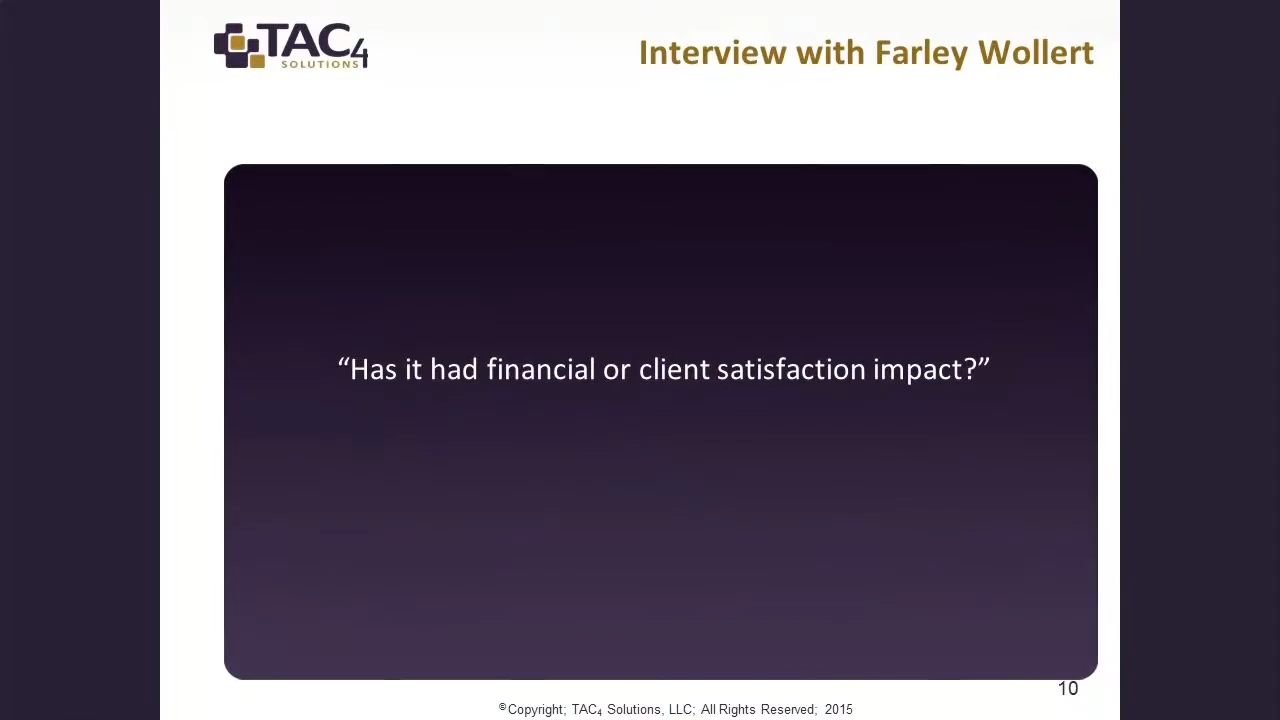 TAC4
SOLUTIONS
Interview with Farley Wollert
“Has it had financial or client satisfaction impact?”
10
©Copyright; TAC4 Solutions, LLC; All Rights Reserved; 2015